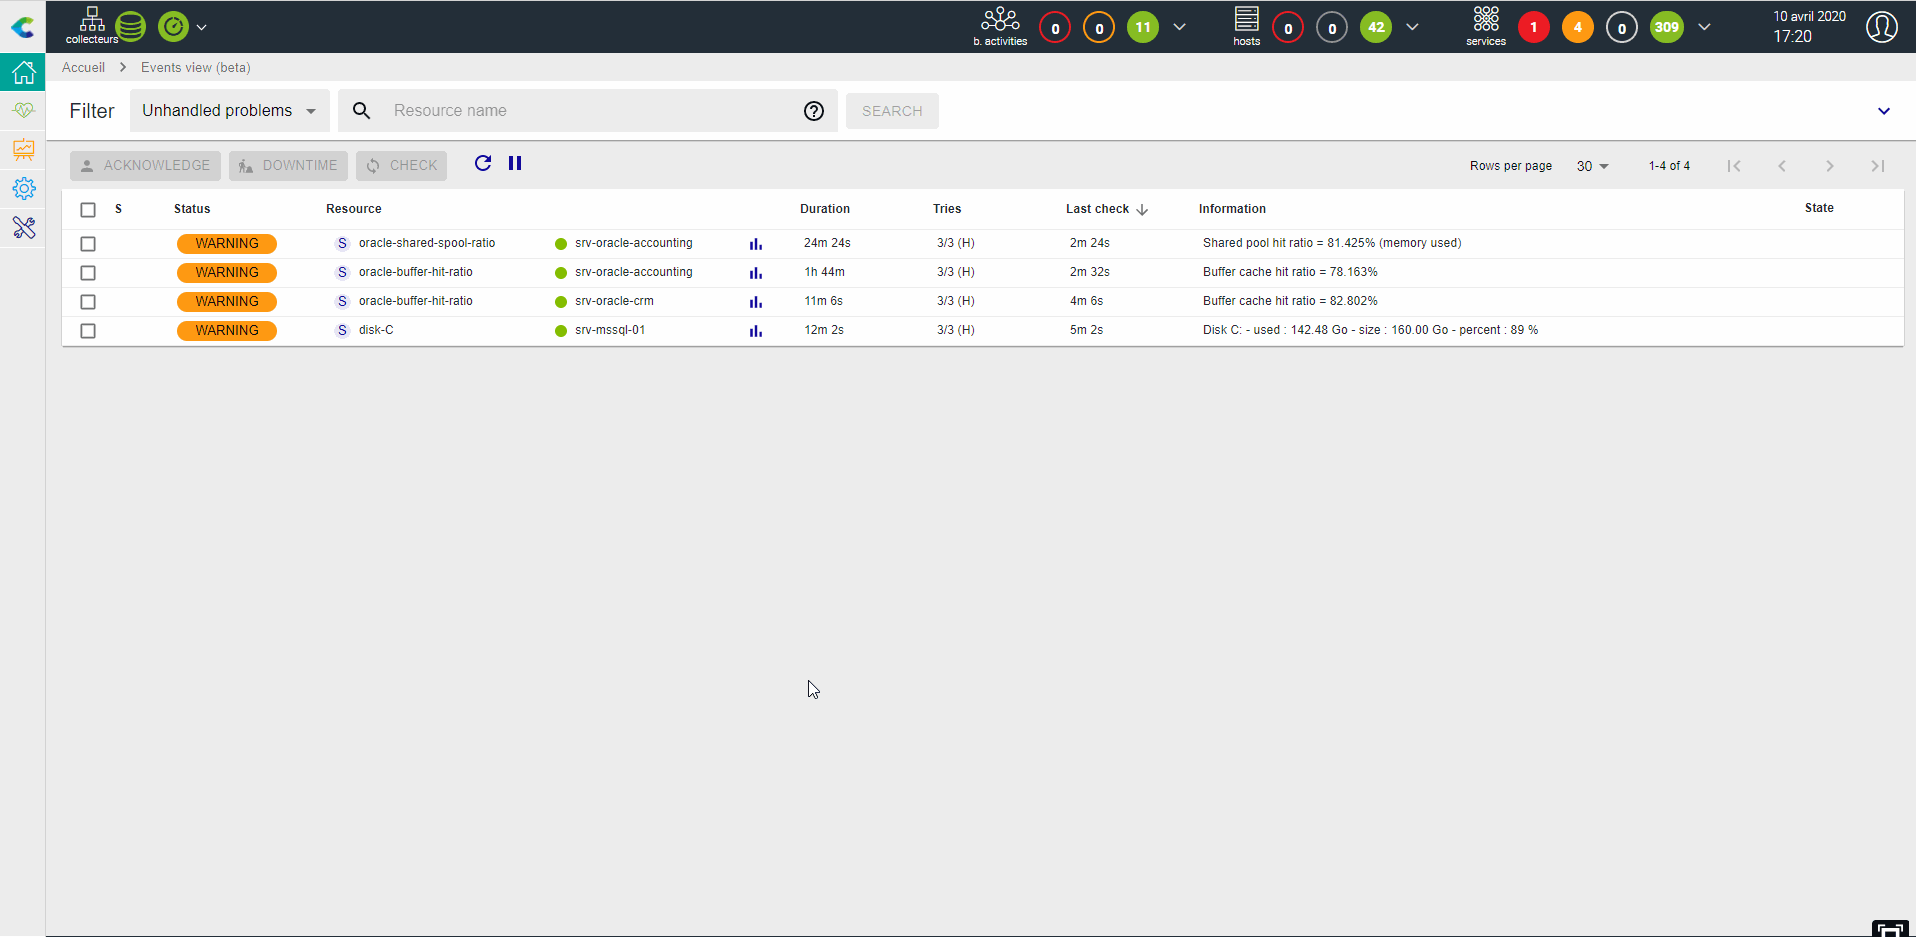 collecteurs
b. activities 0 0 11
hosts 0 0 42
services 1 4 0 309
10 avril 2020
17:20
Accueil Events view (beta)
Filter Unhandled problems Resource name SEARCH
ACKNOWLEDGE DOWNTIME CHECK Rows per page 30 1-4 of 4
S Status Resource Duration Tries Last check Information State
WARNING S oracle-shared-spool-ratio srv-oracle-accounting 24m 24s 3/3 (H) 2m 24s Shared pool hit ratio = 81.425% (memory used)
WARNING S oracle-buffer-hit-ratio srv-oracle-accounting 1h 44m 3/3 (H) 2m 32s Buffer cache hit ratio = 78.163%
WARNING S oracle-buffer-hit-ratio srv-oracle-crm 11m 6s 3/3 (H) 4m 6s Buffer cache hit ratio = 82.802%
WARNING S disk-C srv-mssql-01 12m 2s 3/3 (H) 5m 2s Disk C: - used : 142.48 Go - size : 160.00 Go - percent : 89 %